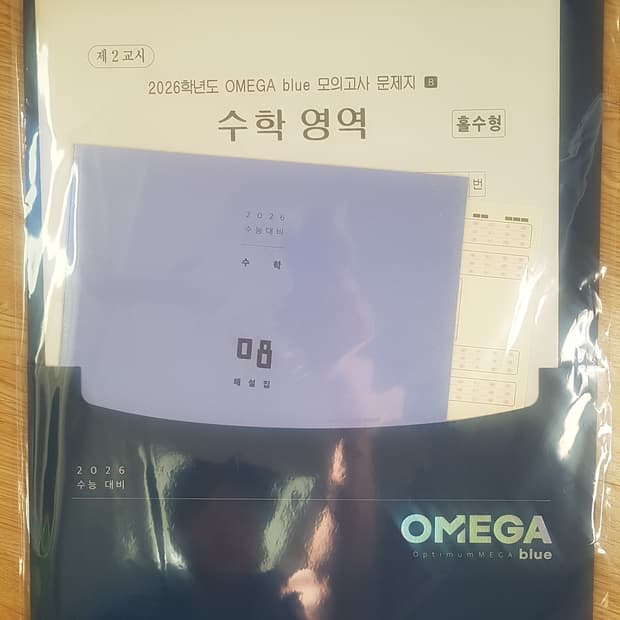 제 2 교시
2026학년도 OMEGA blue 모의고사 문제지 B
수학 영역
홀수형
번
2026
수능대비
수 학
해 설 집
2026
수능 대비
OMEGA
OptimumMEGA blue